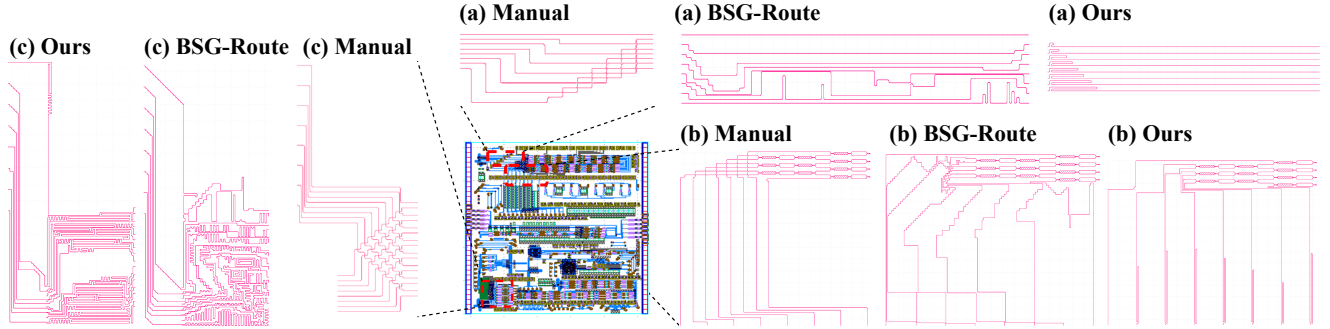 (a) Manual
(a) BSG-Route
(a) Ours
(c) Ours
(c) BSG-Route
(c) Manual
(b) Manual
(b) BSG-Route
(b) Ours